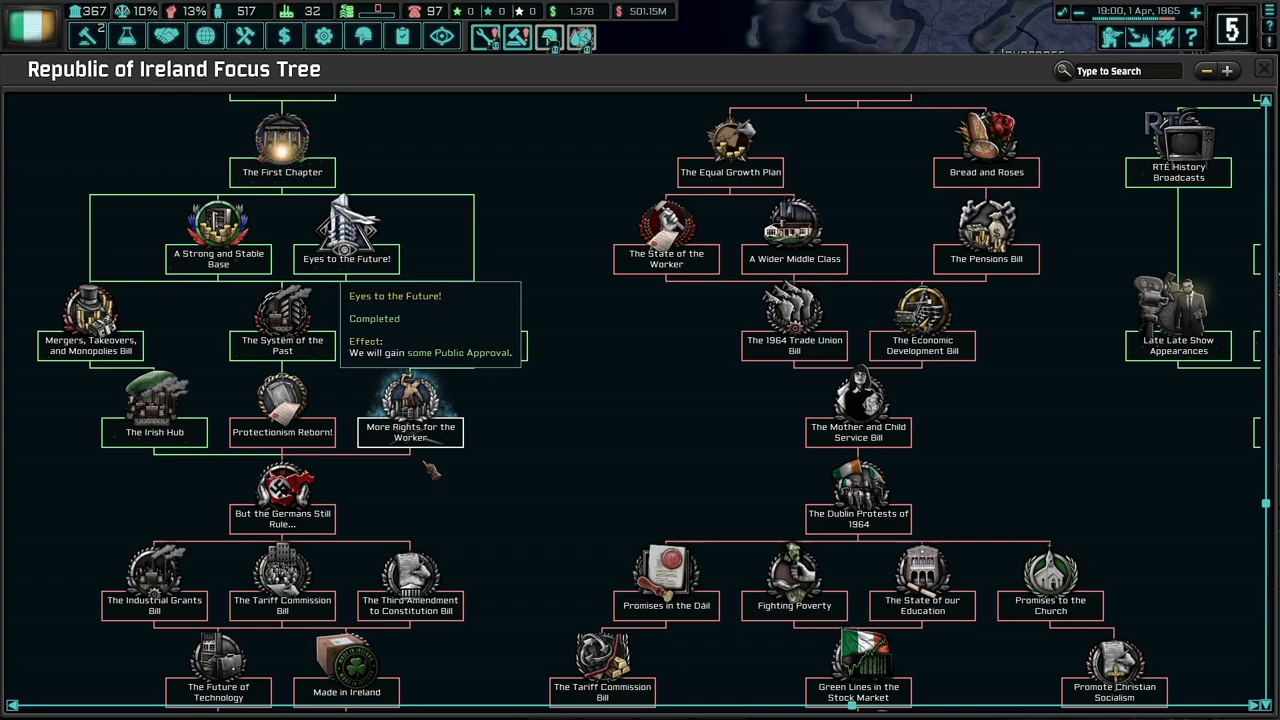 367 10% 13% 517 32 97 0 0 0 $ 1.37B $ 501.15M 19:00, 1 Apr, 1965
2
5
Republic of Ireland Focus Tree
Type to Search
The First Chapter
The Equal Growth Plan
Bread and Roses
RTÉ
RTÉ History
Broadcasts
A Strong and Stable
Base
Eyes to the Future!
The State of the
Worker
A Wider Middle Class
The Pensions Bill
Eyes to the Future!
Completed
Effect:
We will gain some Public Approval.
Mergers, Takeovers,
and Monopolies Bill
The System of the
Past
The 1964 Trade Union
Bill
The Economic
Development Bill
Late Late Show
Appearances
The Irish Hub
Protectionism Reborn!
More Rights for the
Worker
The Mother and Child
Service Bill
But the Germans Still
Rule...
The Dublin Protests of
1964
The Industrial Grants
Bill
The Tariff Commission
Bill
The Third Amendment
to Constitution Bill
Promises in the Dáil
Fighting Poverty
The State of our
Education
Promises to the
Church
The Future of
Technology
Made in Ireland
The Tariff Commission
Bill
Green Lines in the
Stock Market
Promote Christian
Socialism